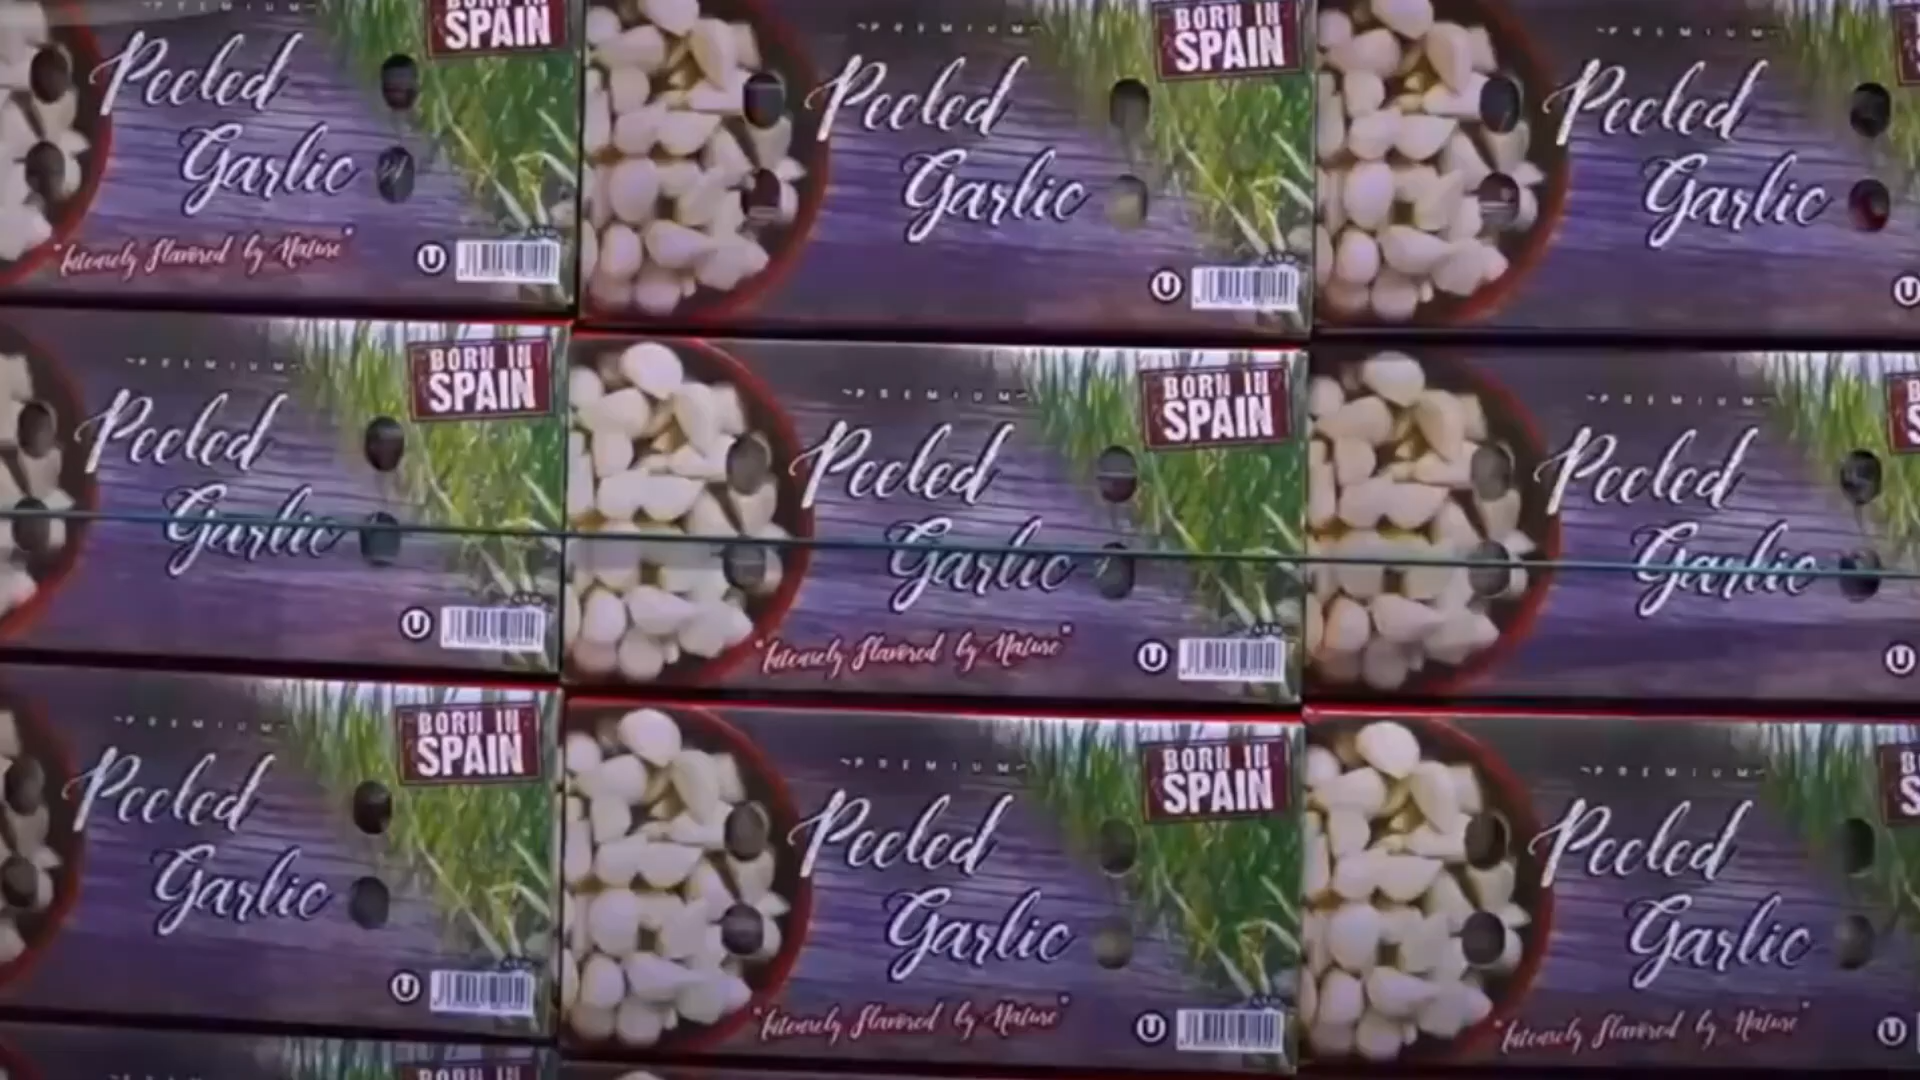 PREMIUM
BORN IN
SPAIN
Peeled
Garlic
"Intensely flavored by Nature"
U
PREMIUM
BORN IN
SPAIN
Peeled
Garlic
U
PREMIUM
Peeled
Garlic
U
PREMIUM
BORN IN
SPAIN
Peeled
Garlic
U
PREMIUM
BORN IN
SPAIN
Peeled
Garlic
"Intensely flavored by Nature"
U
PREMIUM
B
S
Peeled
Garlic
U
PREMIUM
BORN IN
SPAIN
Peeled
Garlic
U
PREMIUM
BORN IN
SPAIN
Peeled
Garlic
"Intensely flavored by Nature"
U
PREMIUM
B
S
Peeled
Garlic
"Intensely flavored by Nature"
U
BORN IN